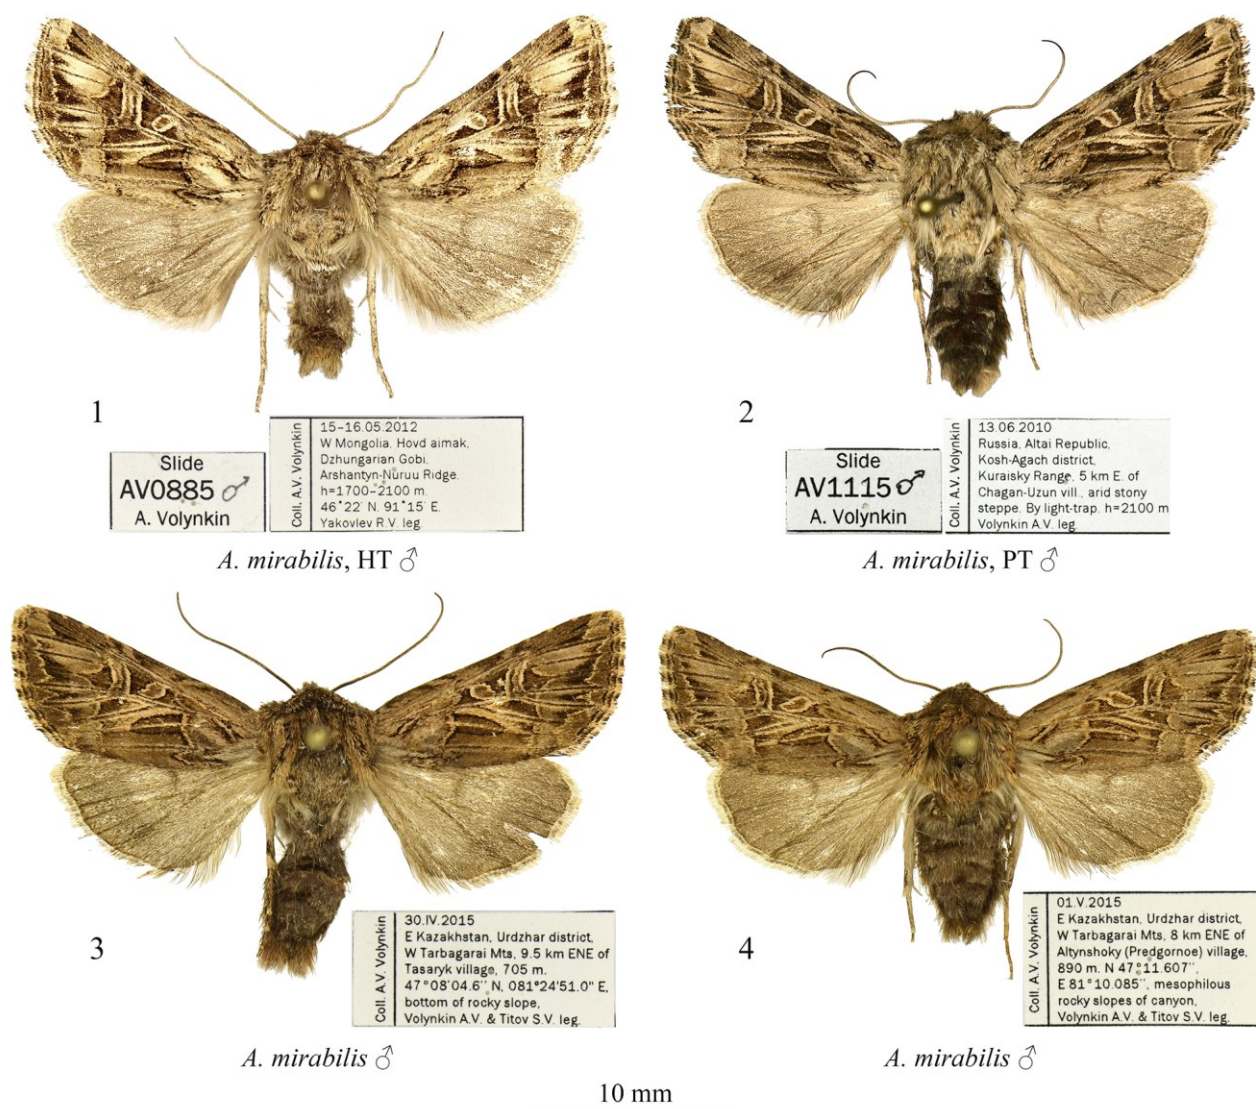 1
Slide
AV0885 ♂
A. Volynkin
Coll. A.V. Volynkin
15-16.05.2012
W Mongolia, Hovd aimak,
Dzhungarian Gobi,
Arshantyn-Nuruu Ridge,
h=1700-2100 m.
46°22' N. 91°15' E.
Yakovlev R.V. leg.
A. mirabilis, HT ♂
2
Slide
AV1115 ♂
A. Volynkin
Coll. A.V. Volynkin
13.06.2010
Russia, Altai Republic,
Kosh-Agach district,
Kuraisky Range, 5 km E. of
Chagan-Uzun vill., arid stony
steppe. By light-trap. h=2100 m
Volynkin A.V. leg.
A. mirabilis, PT ♂
3
Coll. A.V. Volynkin
30.IV.2015
E Kazakhstan, Urdzhar district,
W Tarbagarai Mts, 9.5 km ENE of
Tasaryk village, 705 m.
47°08'04.6'' N, 081°24'51.0'' E,
bottom of rocky slope,
Volynkin A.V. & Titov S.V. leg.
A. mirabilis ♂
4
Coll. A.V. Volynkin
01.V.2015
E Kazakhstan, Urdzhar district,
W Tarbagarai Mts, 8 km ENE of
Altynshoky (Predgornoe) village,
890 m. N 47°11.607'',
E 81°10.085'', mesophilous
rocky slopes of canyon,
Volynkin A.V. & Titov S.V. leg.
A. mirabilis ♂
10 mm